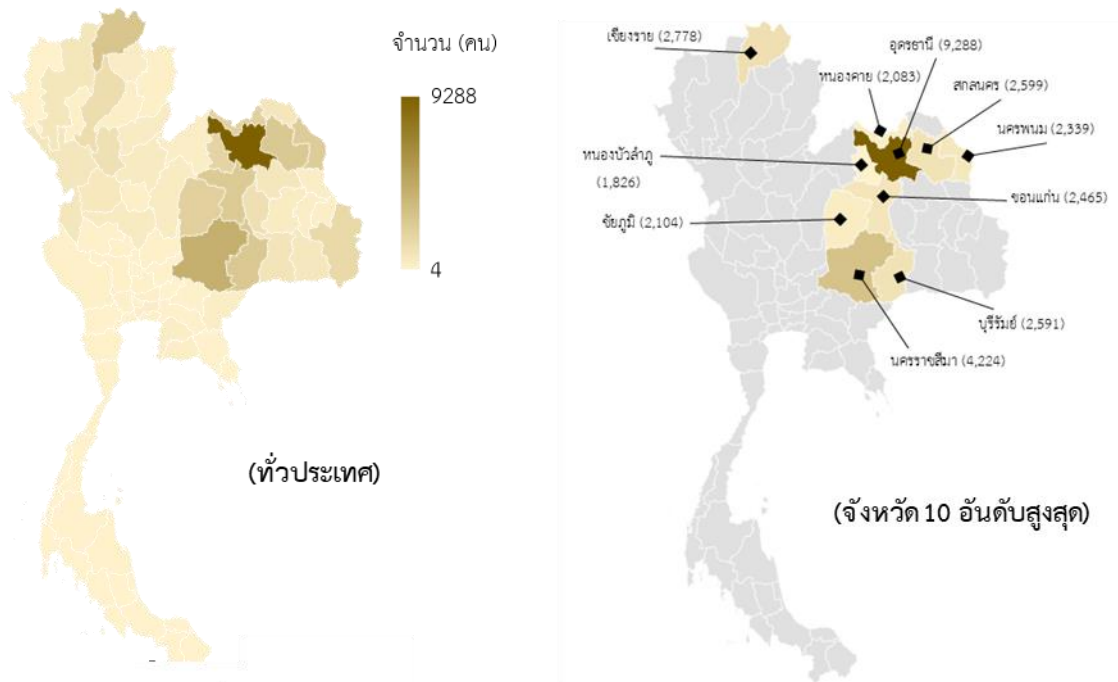 จำนวน (คน)
9288
4
(ทั่วประเทศ)
เชียงราย (2,778)
อุดรธานี (9,288)
หนองคาย (2,083)
สกลนคร (2,599)
นครพนม (2,339)
หนองบัวลำภู
(1,826)
ขอนแก่น (2,465)
ชัยภูมิ (2,104)
บุรีรัมย์ (2,591)
นครราชสีมา (4,224)
(จังหวัด 10 อันดับสูงสุด)